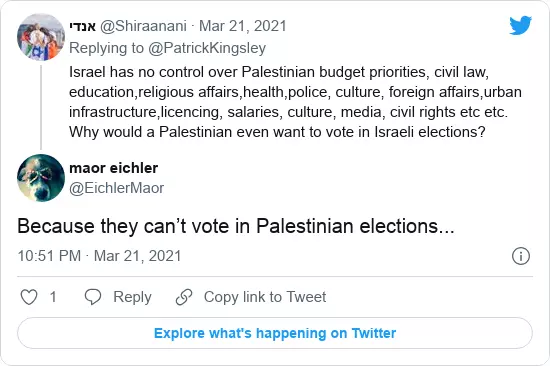 אנדי @Shiraanani · Mar 21, 2021
Replying to @PatrickKingsley
Israel has no control over Palestinian budget priorities, civil law,
education,religious affairs,health,police, culture, foreign affairs,urban
infrastructure,licencing, salaries, culture, media, civil rights etc etc.
Why would a Palestinian even want to vote in Israeli elections?
maor eichler
@EichlerMaor
Because they can’t vote in Palestinian elections...
10:51 PM · Mar 21, 2021
1 Reply Copy link to Tweet
Explore what's happening on Twitter